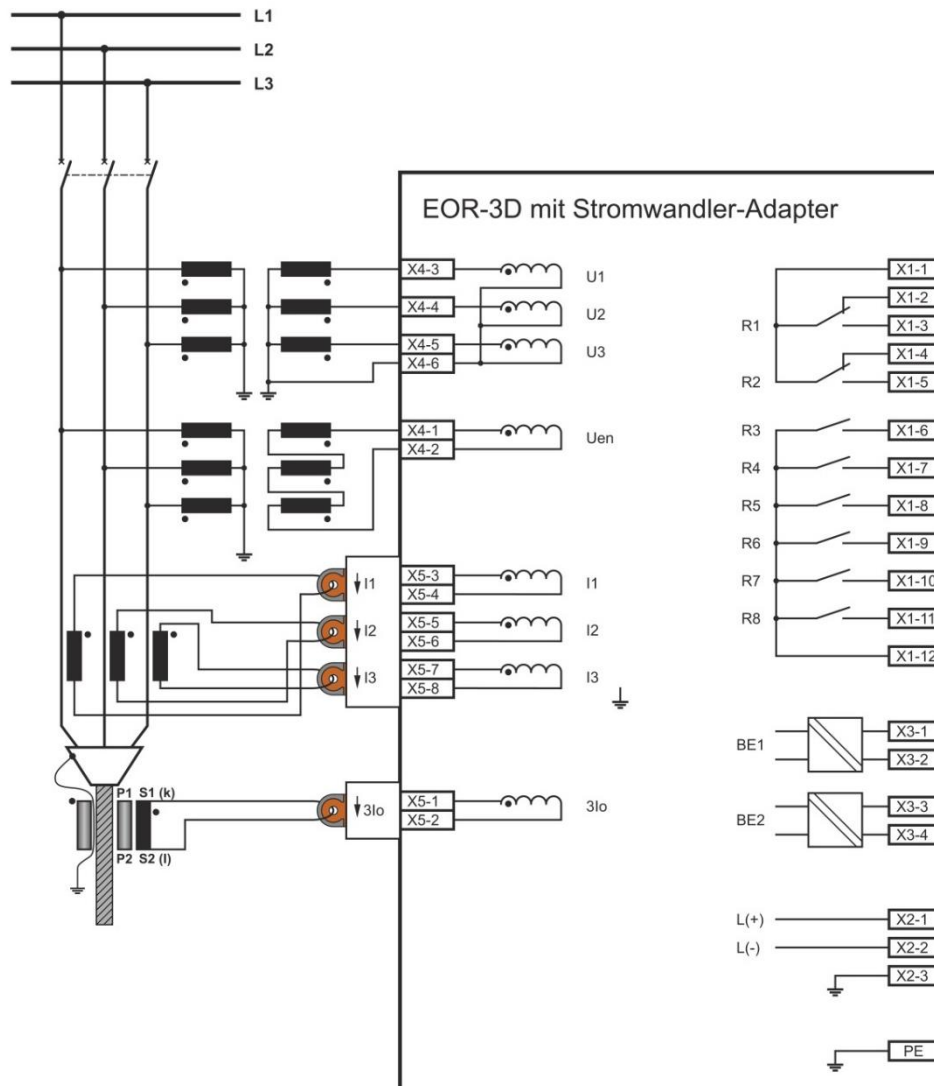 L1
L2
L3
EOR-3D mit Stromwandler-Adapter
X4-3
U1
X4-4
U2
X4-5
U3
X4-6
X4-1
Uen
X4-2
I1
X5-3
I1
X5-4
I2
X5-5
I2
X5-6
I3
X5-7
I3
X5-8
P1 S1 (k)
P2 S2 (l)
3Io
X5-1
3Io
X5-2
X1-1
X1-2
R1
X1-3
X1-4
R2
X1-5
R3
X1-6
R4
X1-7
R5
X1-8
R6
X1-9
R7
X1-10
R8
X1-11
X1-12
BE1
X3-1
X3-2
BE2
X3-3
X3-4
L(+)
X2-1
L(-)
X2-2
X2-3
PE